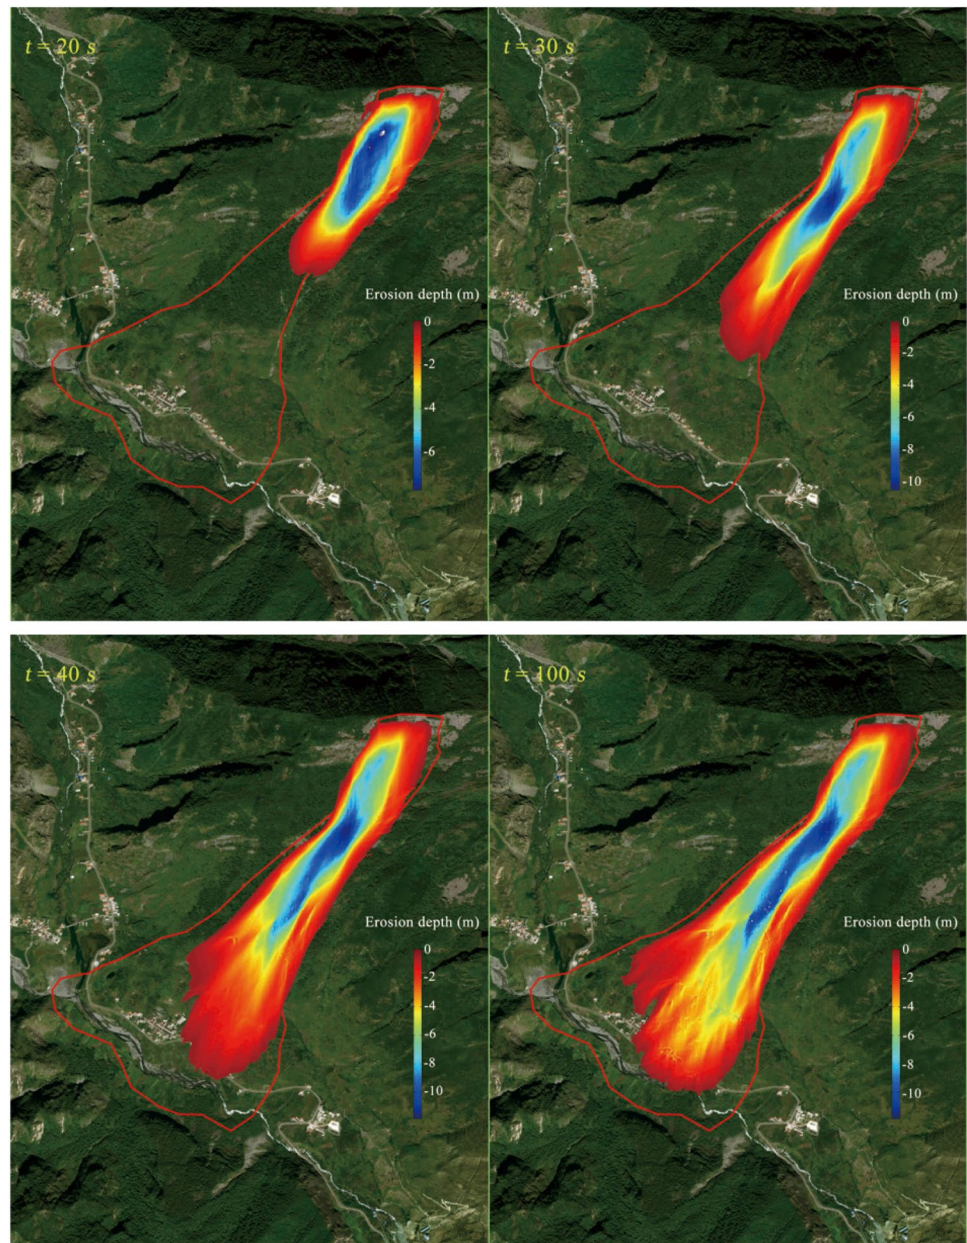 t = 20 s
Erosion depth (m)
0
-2
-4
-6
t = 30 s
Erosion depth (m)
0
-2
-4
-6
-8
-10
t = 40 s
Erosion depth (m)
0
-2
-4
-6
-8
-10
t = 100 s
Erosion depth (m)
0
-2
-4
-6
-8
-10